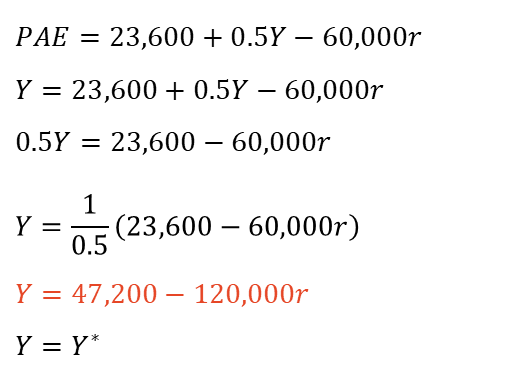 PAE = 23,600 + 0.5Y − 60,000r
Y = 23,600 + 0.5Y − 60,000r
0.5Y = 23,600 − 60,000r
Y = 1/0.5 (23,600 − 60,000r)
Y = 47,200 − 120,000r
Y = Y*